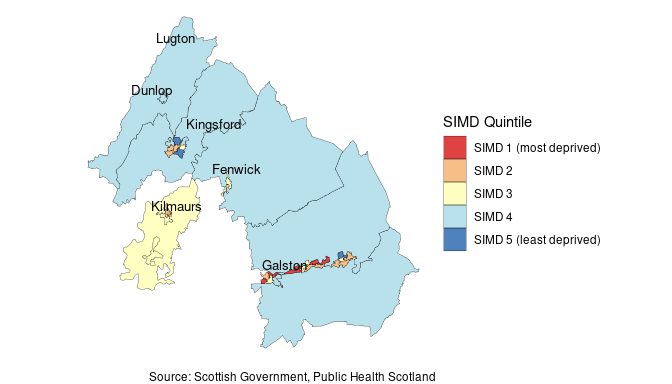 Lugton
Dunlop
Kingsford
Fenwick
Kilmaurs
Galston
SIMD Quintile
SIMD 1 (most deprived)
SIMD 2
SIMD 3
SIMD 4
SIMD 5 (least deprived)
Source: Scottish Government, Public Health Scotland